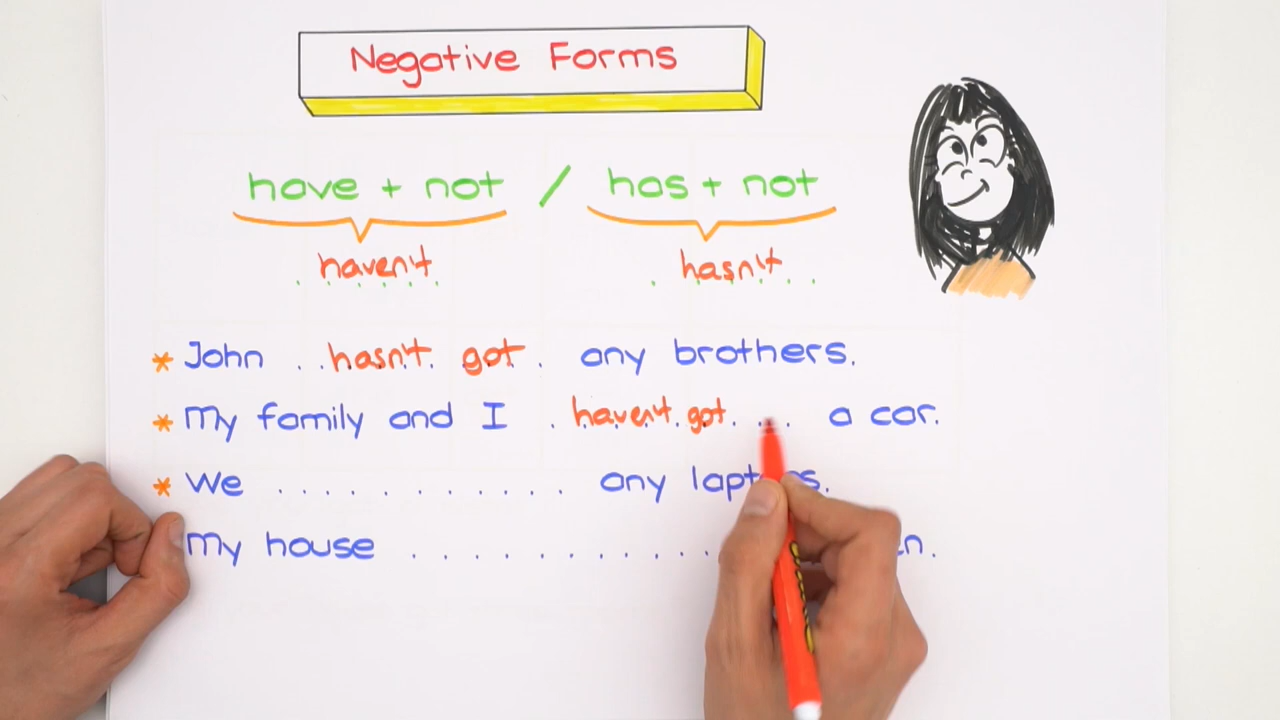 Negative Forms
have + not / has + not
haven't hasn't
* John . . hasn't got . any brothers.
* My family and I . haven't got . . . a car.
* We . . . . . . . . . . . any
My house . . . . . . . . . .